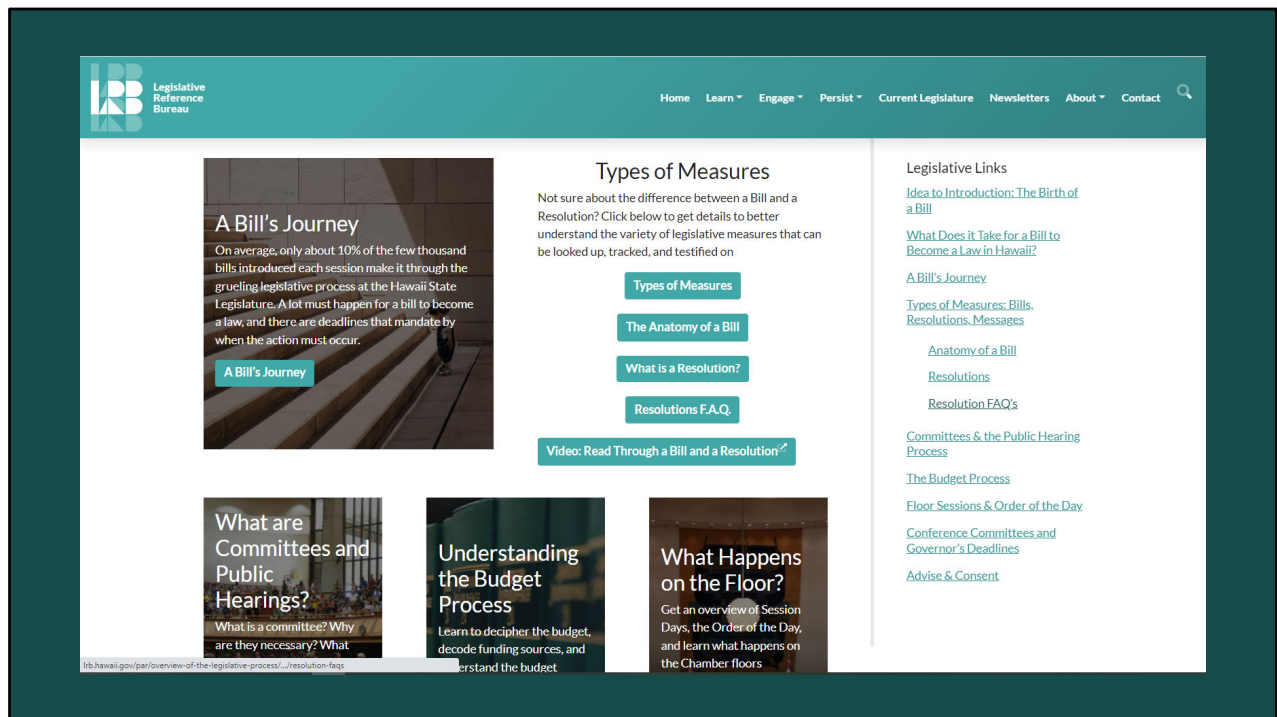 Legislative
Reference
Bureau
Home Learn Engage Persist Current Legislature Newsletters About Contact
A Bill's Journey
On average, only about 10% of the few thousand
bills introduced each session make it through the
grueling legislative process at the Hawaii State
Legislature. A lot must happen for a bill to become
a law, and there are deadlines that mandate by
when the action must occur.
A Bill's Journey
Types of Measures
Not sure about the difference between a Bill and a
Resolution? Click below to get details to better
understand the variety of legislative measures that can
be looked up, tracked, and testified on
Types of Measures
The Anatomy of a Bill
What is a Resolution?
Resolutions F.A.Q.
Video: Read Through a Bill and a Resolution
What are
Committees and
Public
Hearings?
What is a committee? Why
are they necessary? What
Understanding
the Budget
Process
Learn to decipher the budget,
decode funding sources, and
understand the budget
What Happens
on the Floor?
Get an overview of Session
Days, the Order of the Day,
and learn what happens on
the Chamber floors
Legislative Links
Idea to Introduction: The Birth of
a Bill
What Does it Take for a Bill to
Become a Law in Hawaii?
A Bill's Journey
Types of Measures: Bills,
Resolutions, Messages
Anatomy of a Bill
Resolutions
Resolution FAQ's
Committees & the Public Hearing
Process
The Budget Process
Floor Sessions & Order of the Day
Conference Committees and
Governor's Deadlines
Advise & Consent
lrb.hawaii.gov/par/overview-of-the-legislative-process/.../resolution-faqs